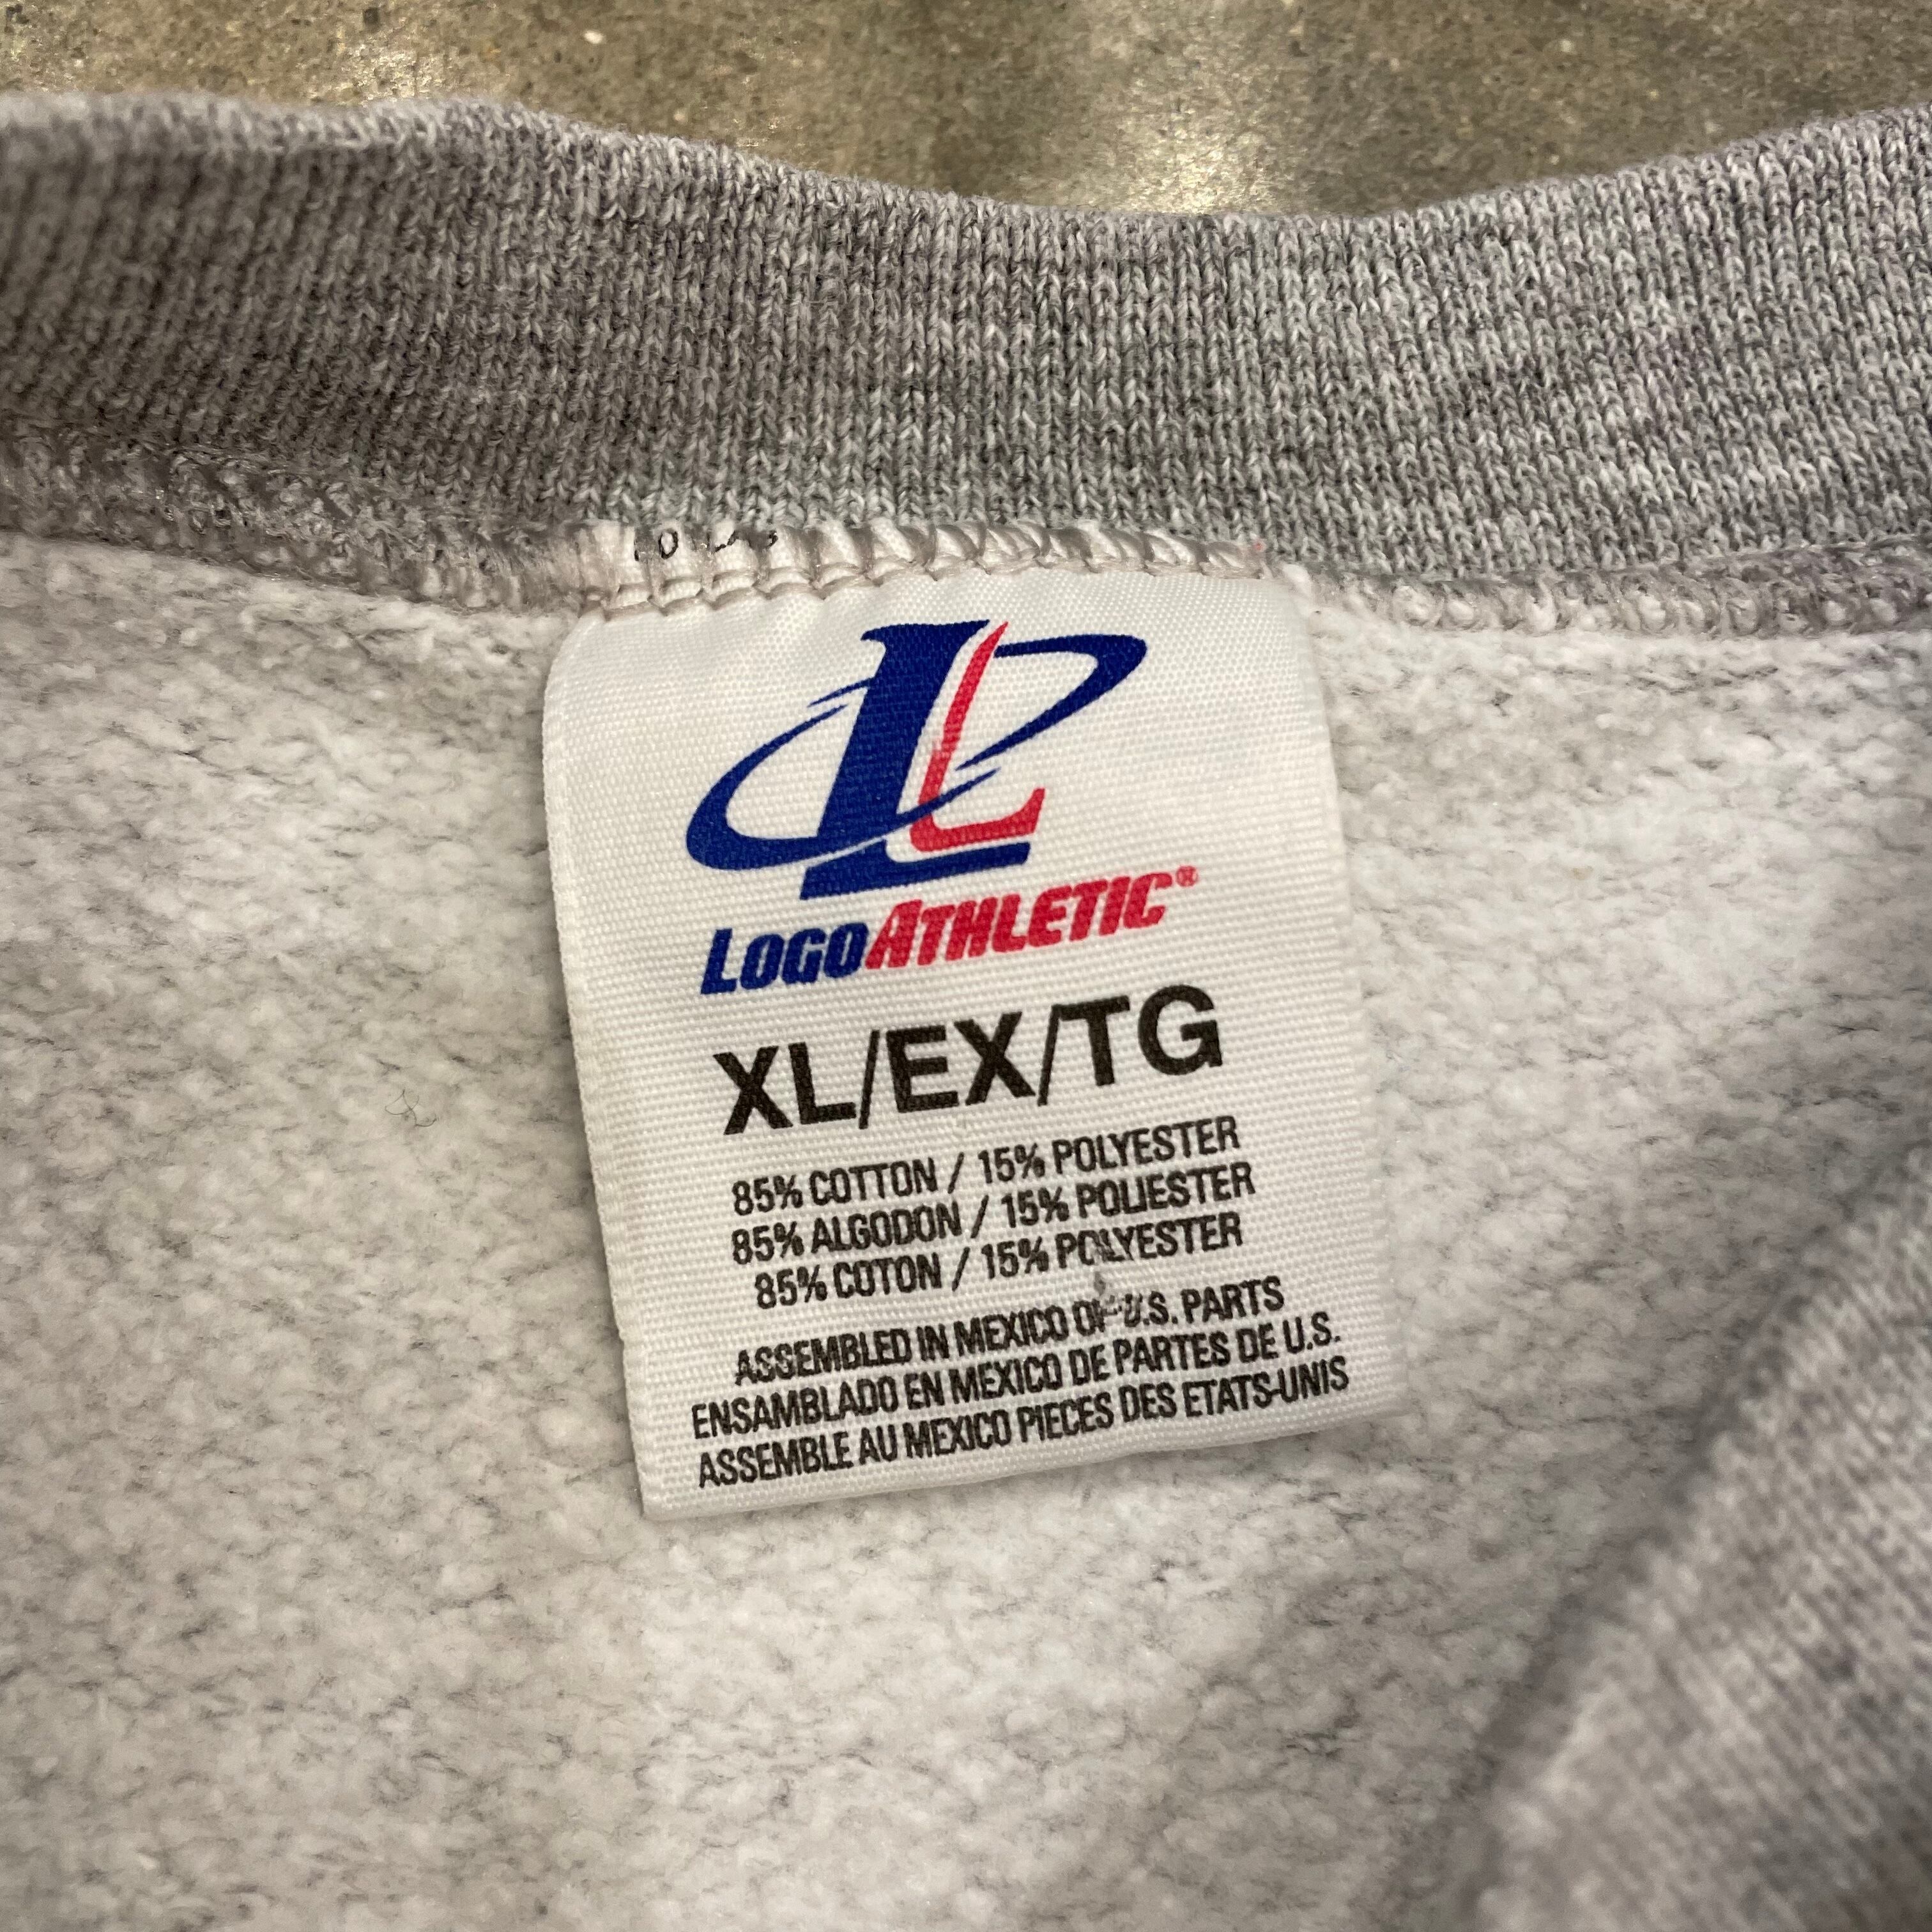 LL
LOGOATHLETIC®
XL/EX/TG
85% COTTON / 15% POLYESTER
85% ALGODON / 15% POLIESTER
85% COTON / 15% POLYESTER
ASSEMBLED IN MEXICO OF U.S. PARTS
ENSAMBLADO EN MEXICO DE PARTES DE U.S.
ASSEMBLE AU MEXICO PIECES DES ETATS-UNIS